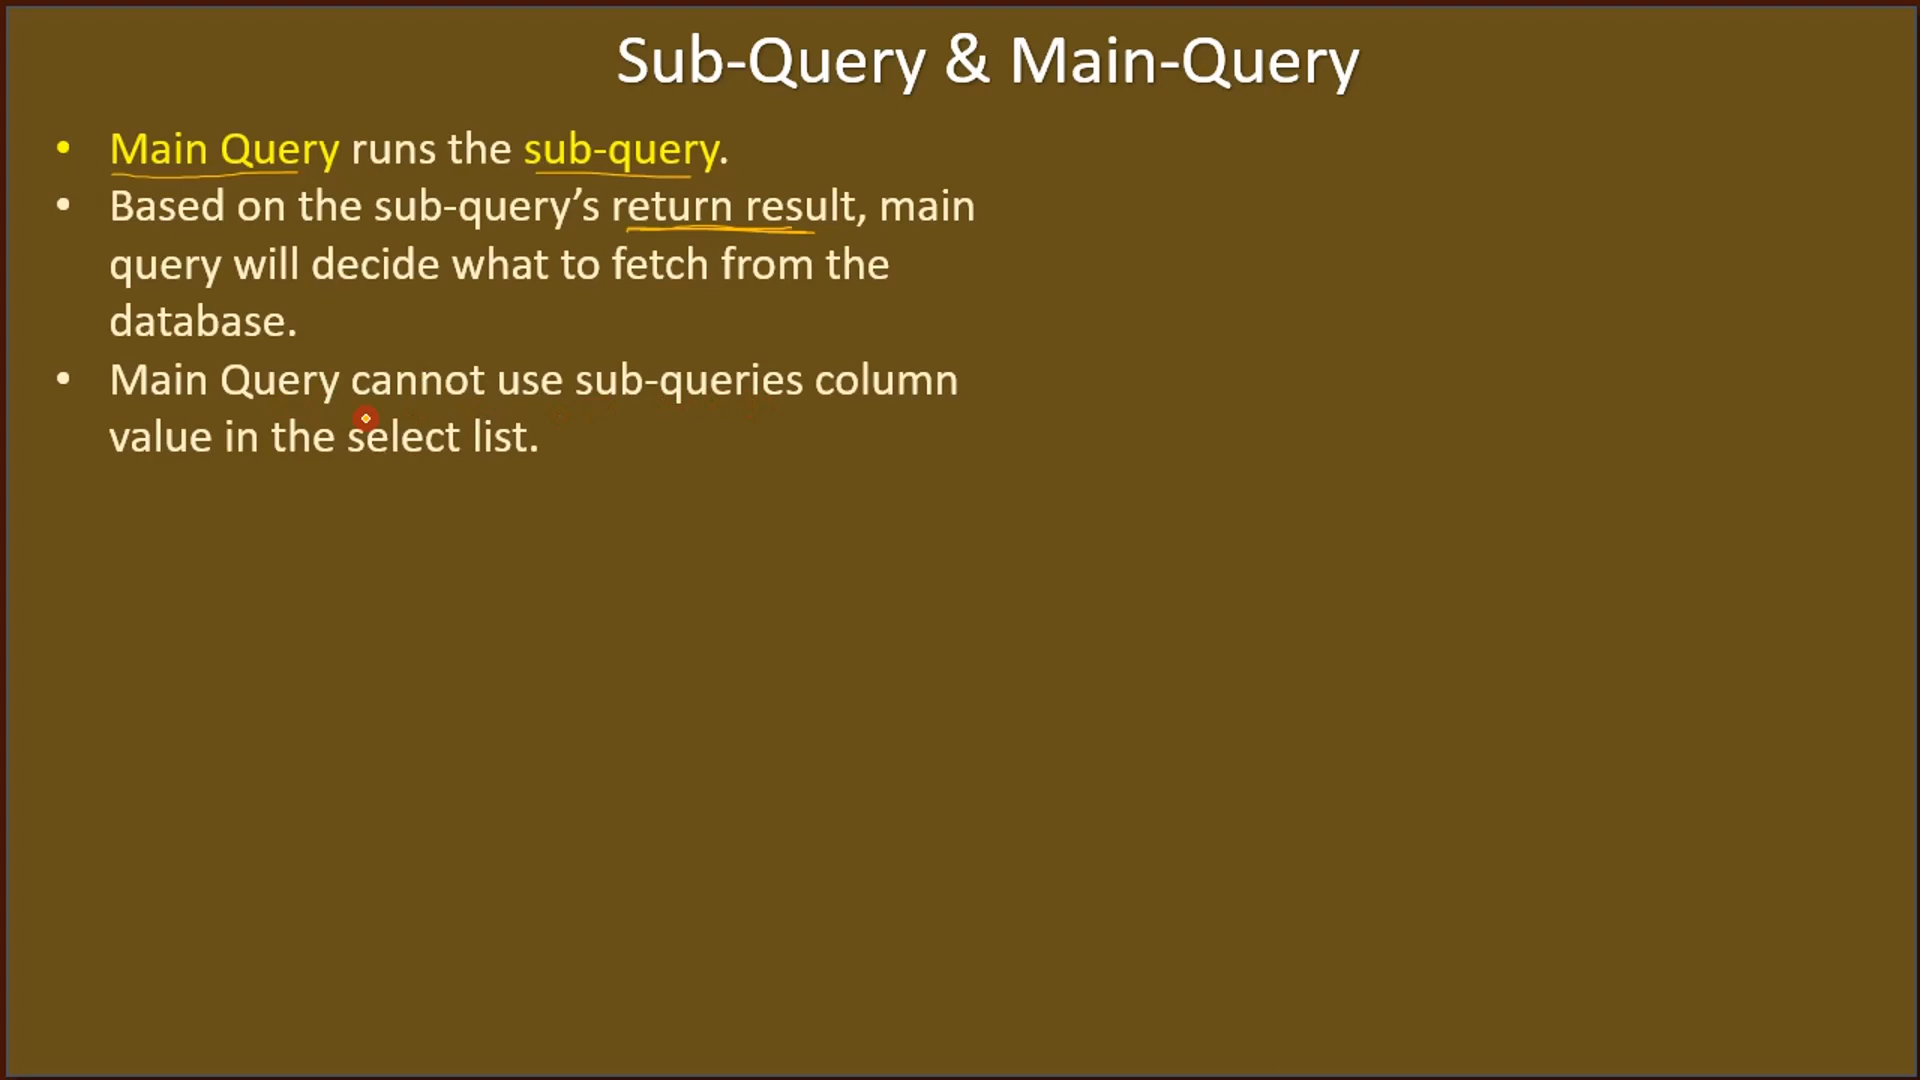 Sub-Query & Main-Query
• Main Query runs the sub-query.
• Based on the sub-query’s return result, main
query will decide what to fetch from the
database.
• Main Query cannot use sub-queries column
value in the select list.